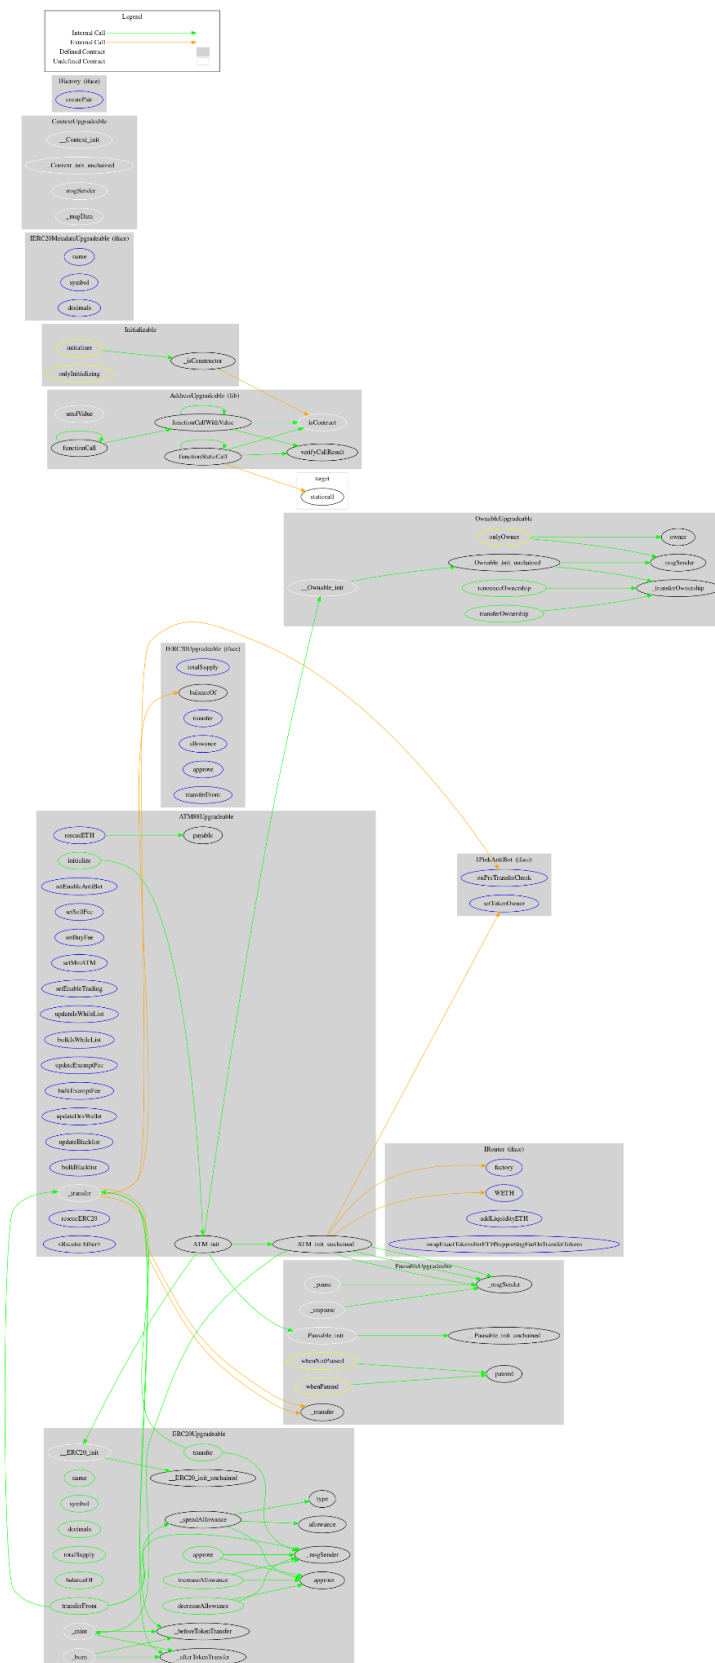 Legend
Internal Call
External Call
Defined Contract
Undefined Contract
IFactory (iface)
createPair
ContextUpgradeable
__Context_init
__Context_init_unchained
_msgSender
_msgData
IERC20MetadataUpgradeable (iface)
name
symbol
decimals
Initializable
initializer
_isConstructor
onlyInitializing
AddressUpgradeable (lib)
sendValue
functionCallWithValue
isContract
functionCall
functionStaticCall
verifyCallResult
target
staticcall
OwnableUpgradeable
onlyOwner
owner
__Ownable_init_unchained
_msgSender
__Ownable_init
renounceOwnership
_transferOwnership
transferOwnership
IERC20Upgradeable (iface)
totalSupply
balanceOf
transfer
allowance
approve
transferFrom
ATM88Upgradeable
rescueETH
payable
initialize
setEnableAntiBot
setSellFee
setBuyFee
setMinATM
setEnableTrading
updateIsWhileList
bulkIsWhileList
updateExemptFee
bulkExemptFee
updateDevWallet
updateBlacklist
bulkBlacklist
_transfer
rescueERC20
<Receive Ether>
__ATM_init
__ATM_init_unchained
IPinkAntiBot (iface)
onPreTransferCheck
setTokenOwner
IRouter (iface)
factory
WETH
addLiquidityETH
swapExactTokensForETHSupportingFeeOnTransferTokens
PausableUpgradeable
_pause
_msgSender
_unpause
__Pausable_init
__Pausable_init_unchained
whenNotPaused
paused
whenPaused
_transfer
ERC20Upgradeable
__ERC20_init
transfer
name
__ERC20_init_unchained
symbol
type
decimals
_spendAllowance
allowance
totalSupply
approve
_msgSender
balanceOf
increaseAllowance
_approve
transferFrom
decreaseAllowance
_mint
_beforeTokenTransfer
_burn
_afterTokenTransfer